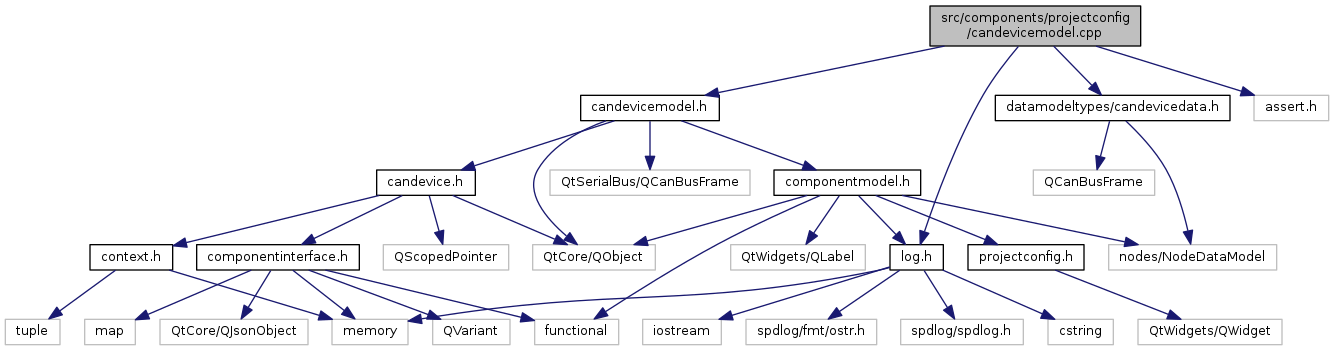 src/components/projectconfig
/candevicemodel.cpp
candevicemodel.h
datamodeltypes/candevicedata.h
assert.h
candevice.h
QtSerialBus/QCanBusFrame
componentmodel.h
QCanBusFrame
context.h
componentinterface.h
QScopedPointer
QtCore/QObject
QtWidgets/QLabel
log.h
projectconfig.h
nodes/NodeDataModel
tuple
map
QtCore/QJsonObject
memory
QVariant
functional
iostream
spdlog/fmt/ostr.h
spdlog/spdlog.h
cstring
QtWidgets/QWidget